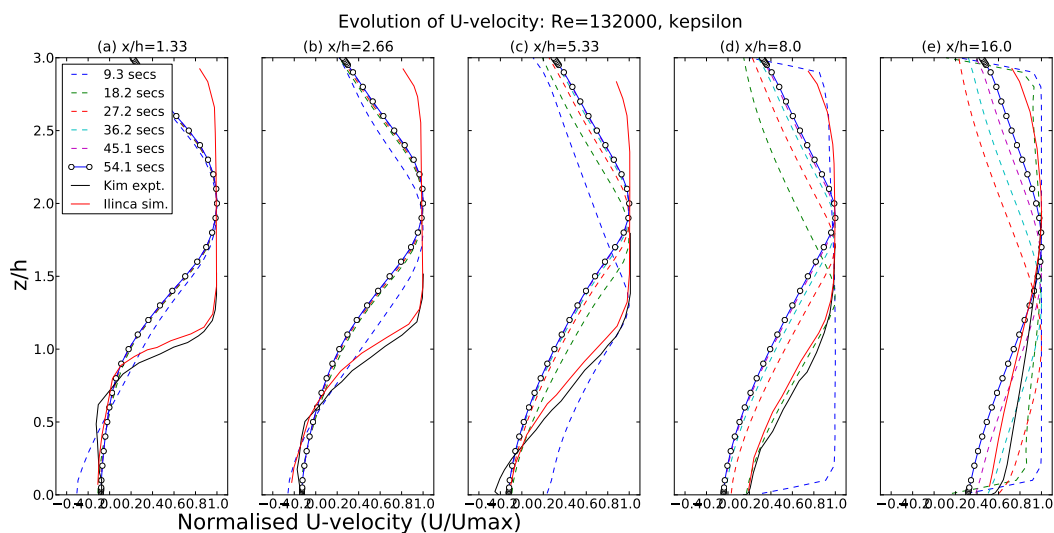 Evolution of U-velocity: Re=132000, kepsilon
(a) x/h=1.33
(b) x/h=2.66
(c) x/h=5.33
(d) x/h=8.0
(e) x/h=16.0
3.0
2.5
2.0
1.5
1.0
0.5
0.0
z/h
9.3 secs
18.2 secs
27.2 secs
36.2 secs
45.1 secs
54.1 secs
Kim expt.
Ilinca sim.
Normalised U-velocity (U/Umax)